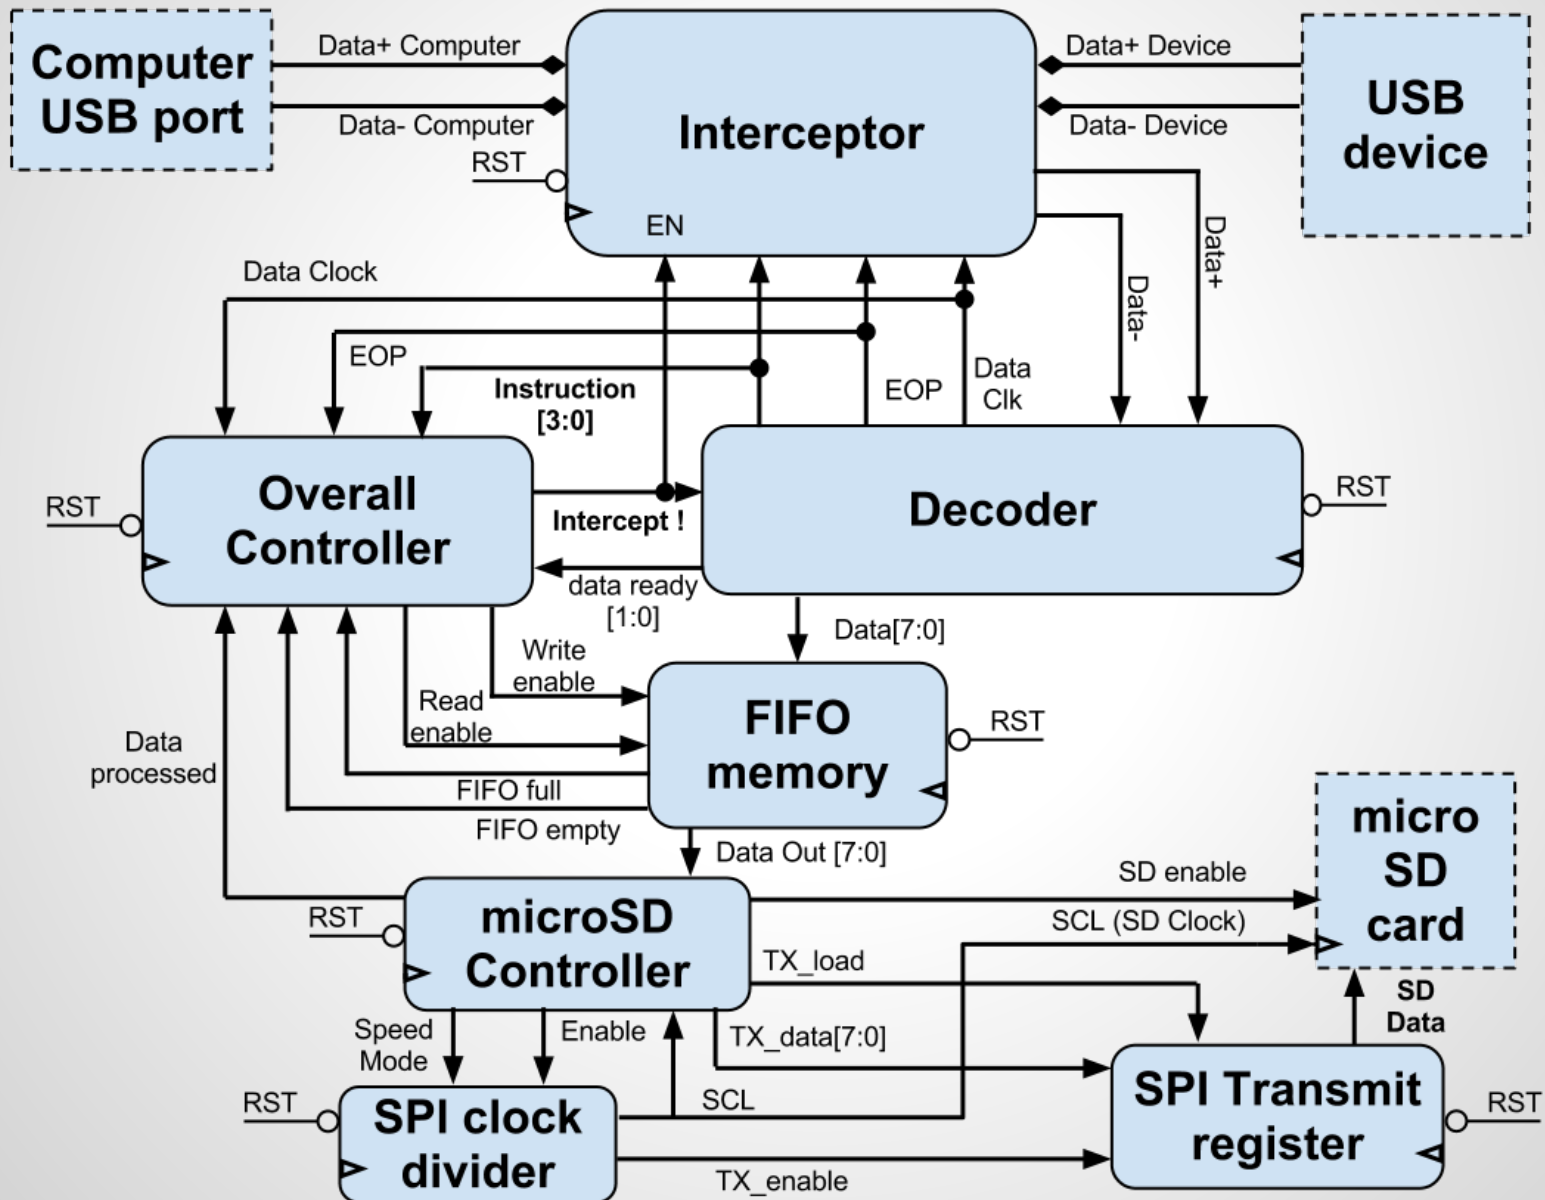 Computer
USB port
Data+ Computer
Data- Computer
RST
Interceptor
EN
Data+ Device
Data- Device
USB
device
Data+
Data-
Data Clock
EOP
Instruction
[3:0]
EOP
Data
Clk
RST
Overall
Controller
Intercept !
data ready
[1:0]
Decoder
RST
Data[7:0]
Write
enable
Read
enable
FIFO
memory
RST
Data
processed
FIFO full
FIFO empty
Data Out [7:0]
RST
microSD
Controller
SD enable
SCL (SD Clock)
micro
SD
card
TX_load
TX_data[7:0]
Speed
Mode
Enable
SCL
SD
Data
RST
SPI clock
divider
TX_enable
SPI Transmit
register
RST